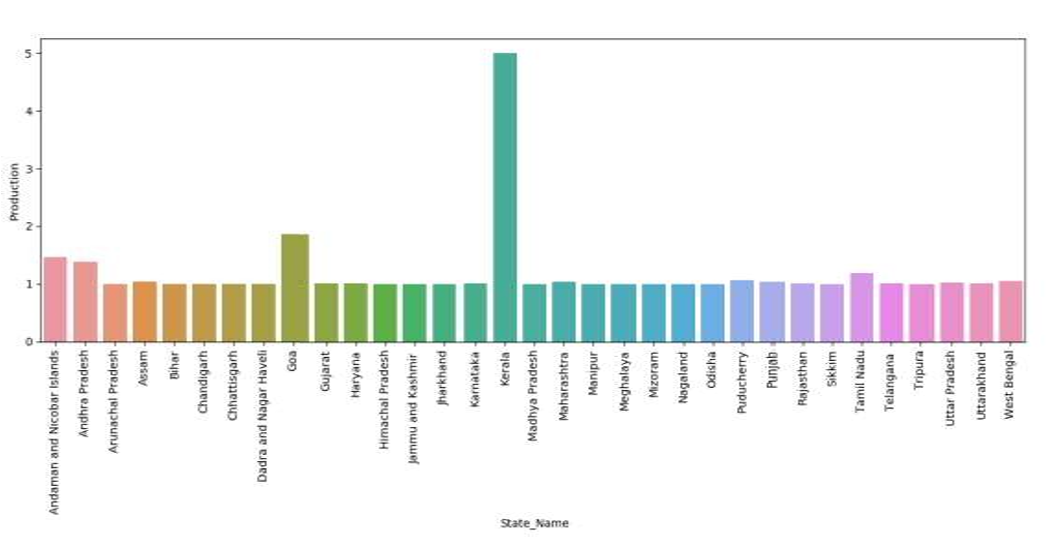 5
4
3
2
1
0
Production
Andaman and Nicobar Islands
Andhra Pradesh
Arunachal Pradesh
Assam
Bihar
Chandigarh
Chhattisgarh
Dadra and Nagar Haveli
Goa
Gujarat
Haryana
Himachal Pradesh
Jammu and Kashmir
Jharkhand
Karnataka
Kerala
Madhya Pradesh
Maharashtra
Manipur
Meghalaya
Mizoram
Nagaland
Odisha
Puducherry
Punjab
Rajasthan
Sikkim
Tamil Nadu
Telangana
Tripura
Uttar Pradesh
Uttarakhand
West Bengal
State_Name